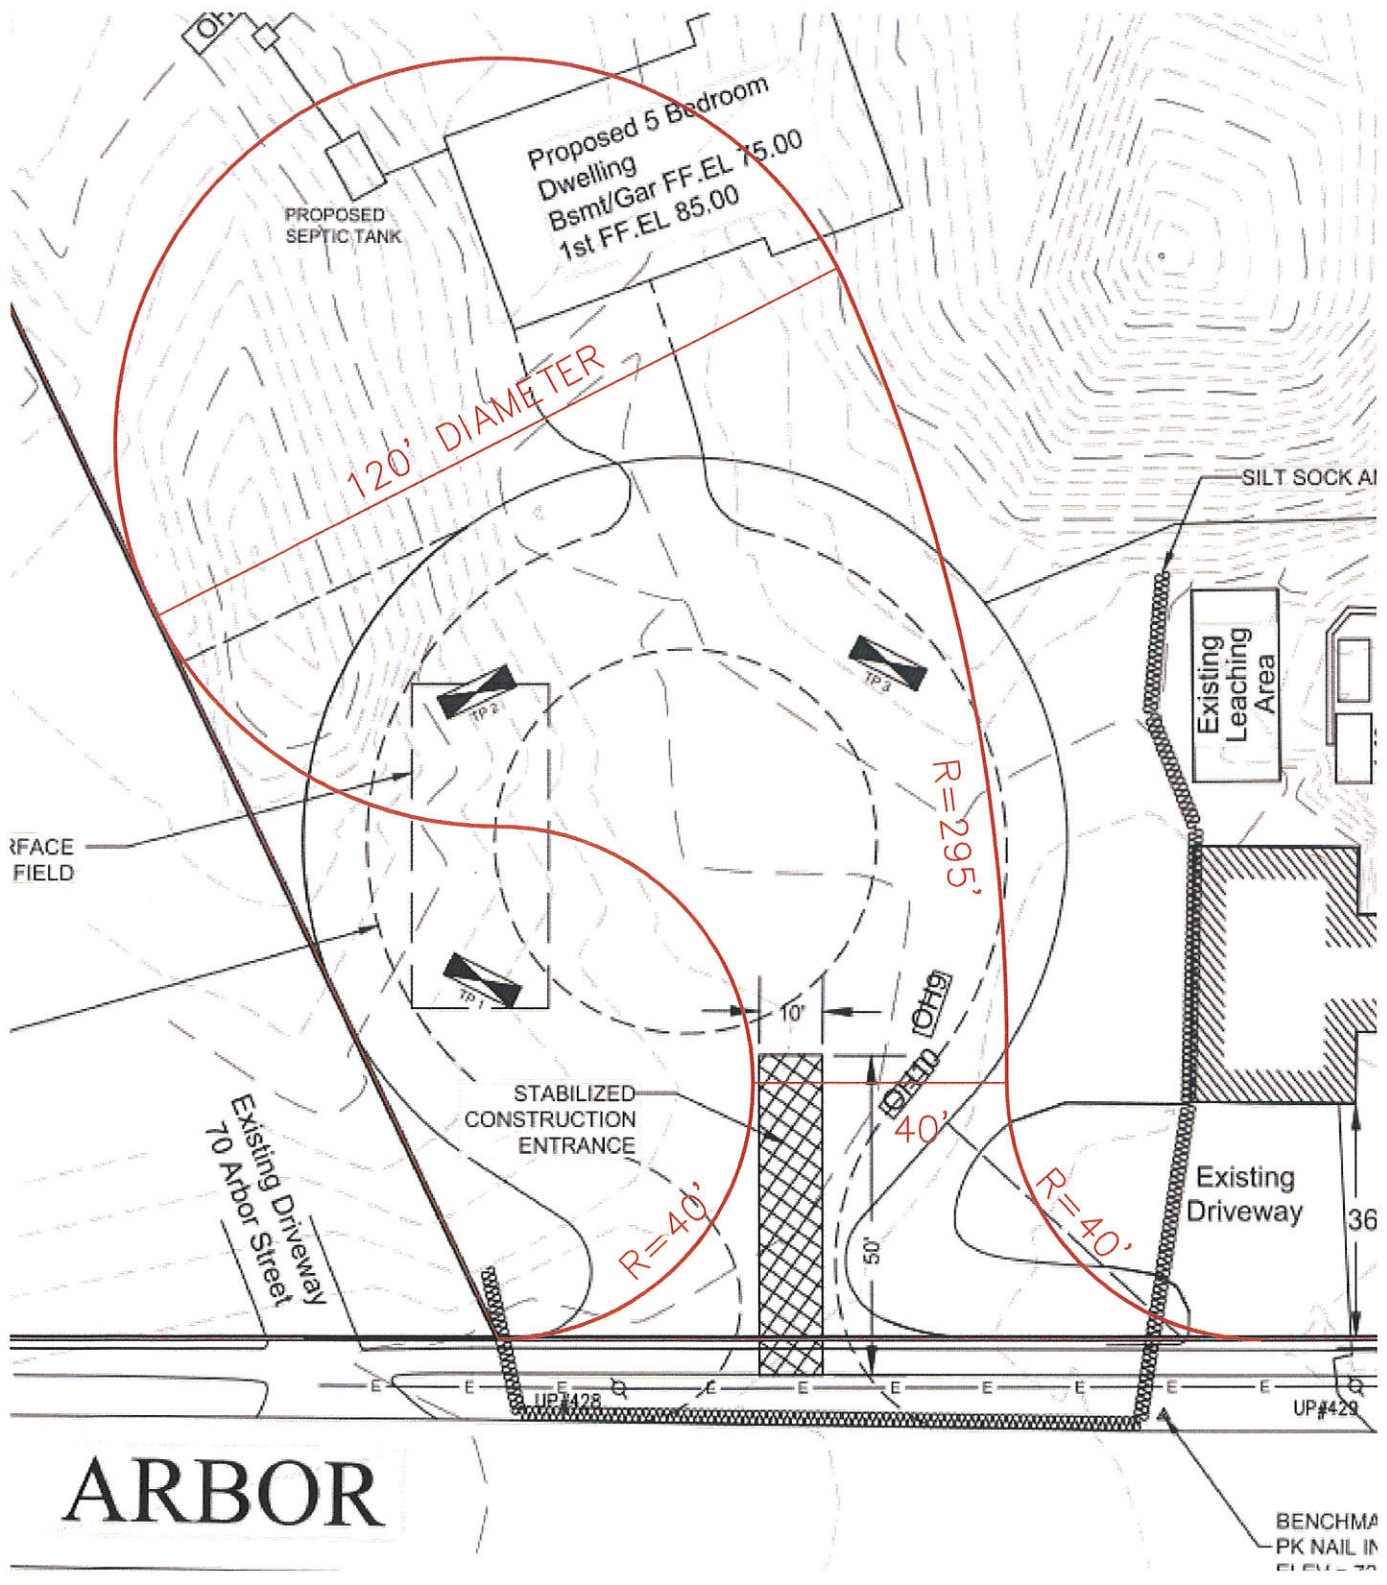 OH
Proposed 5 Bedroom
Dwelling
Bsmt/Gar FF.EL 75.00
1st FF.EL 85.00
PROPOSED
SEPTIC TANK
120' DIAMETER
SILT SOCK
Existing
Leaching
Area
TP 2
TP 3
R=295'
RFACE
FIELD
TP 1
10'
OH9
OH10
40'
STABILIZED
CONSTRUCTION
ENTRANCE
Existing Driveway
70 Arbor Street
R=40'
50'
R=40'
Existing
Driveway
36
E E E E E E E E E E
UP#428
UP#429
ARBOR
BENCHMA
PK NAIL IN